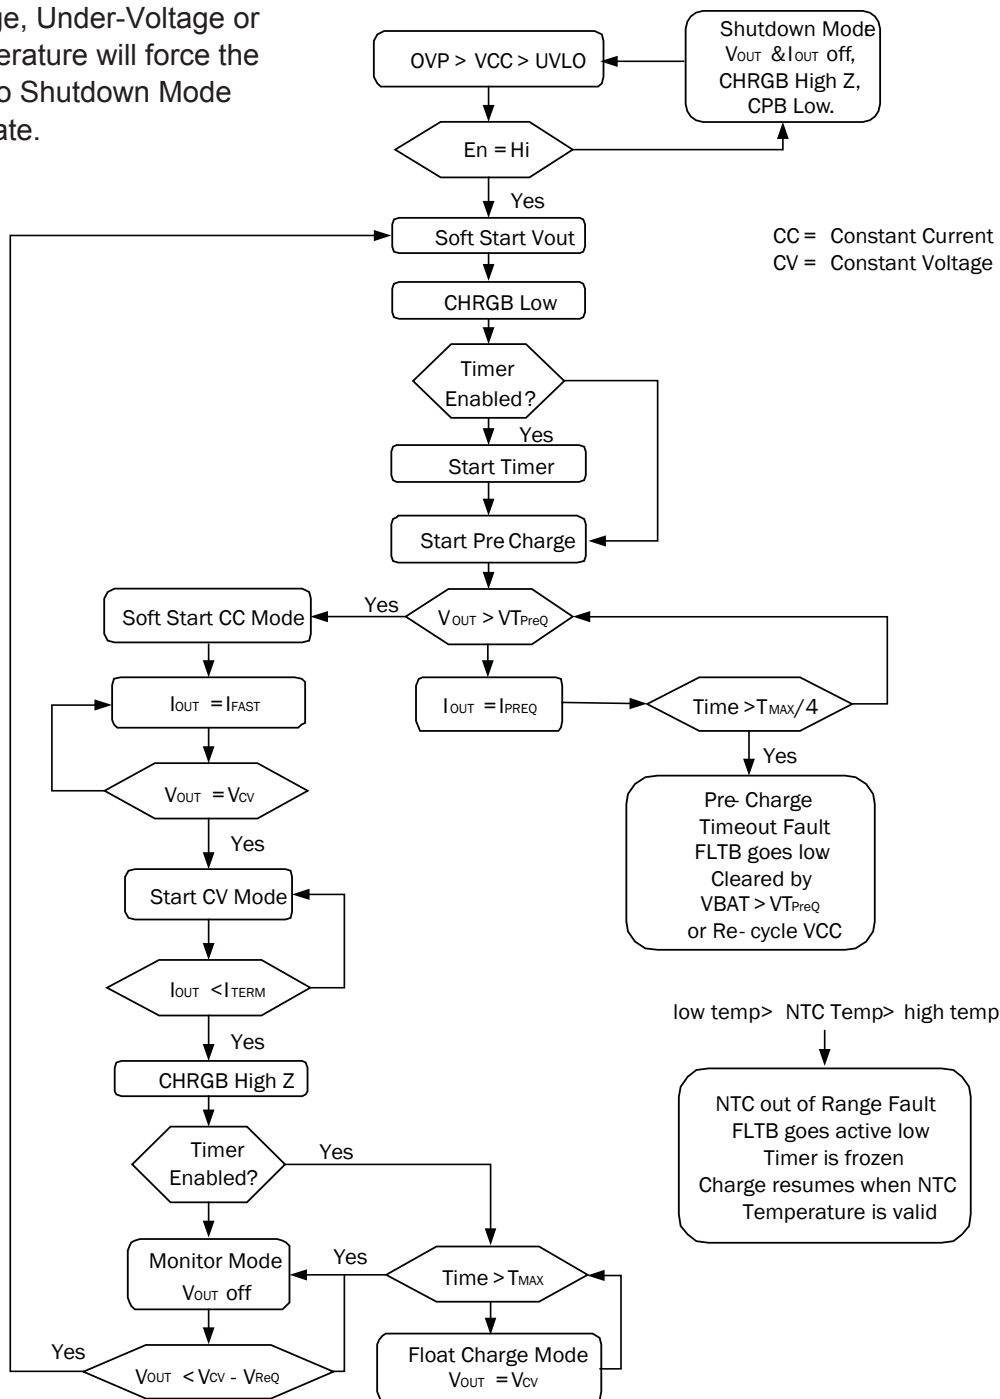 ge, Under-Voltage or
perature will force the
to Shutdown Mode
ate.
OVP > VCC > UVLO
Shutdown Mode
VOUT & IOUT off,
CHRGB High Z,
CPB Low.
En = Hi
Yes
Soft Start Vout
CC = Constant Current
CV = Constant Voltage
CHRGB Low
Timer
Enabled?
Yes
Start Timer
Start Pre Charge
Yes
VOUT > VTPreQ
Soft Start CC Mode
IOUT = IFAST
IOUT = IPREQ
Time > TMAX/4
Yes
VOUT = VCV
Yes
Pre- Charge
Timeout Fault
FLTB goes low
Cleared by
VBAT > VTPreQ
or Re- cycle VCC
Start CV Mode
IOUT < ITERM
Yes
low temp> NTC Temp> high temp
CHRGB High Z
NTC out of Range Fault
FLTB goes active low
Timer is frozen
Charge resumes when NTC
Temperature is valid
Timer
Enabled?
Yes
Monitor Mode
VOUT off
Yes
Time > TMAX
Yes
VOUT < VCV - VReQ
Float Charge Mode
VOUT = VCV